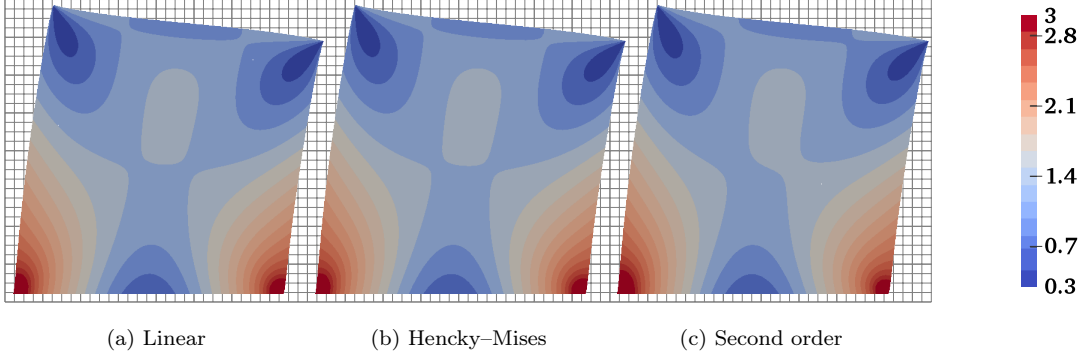 3
2.8
2.1
1.4
0.7
0.3
(a) Linear
(b) Hencky–Mises
(c) Second order